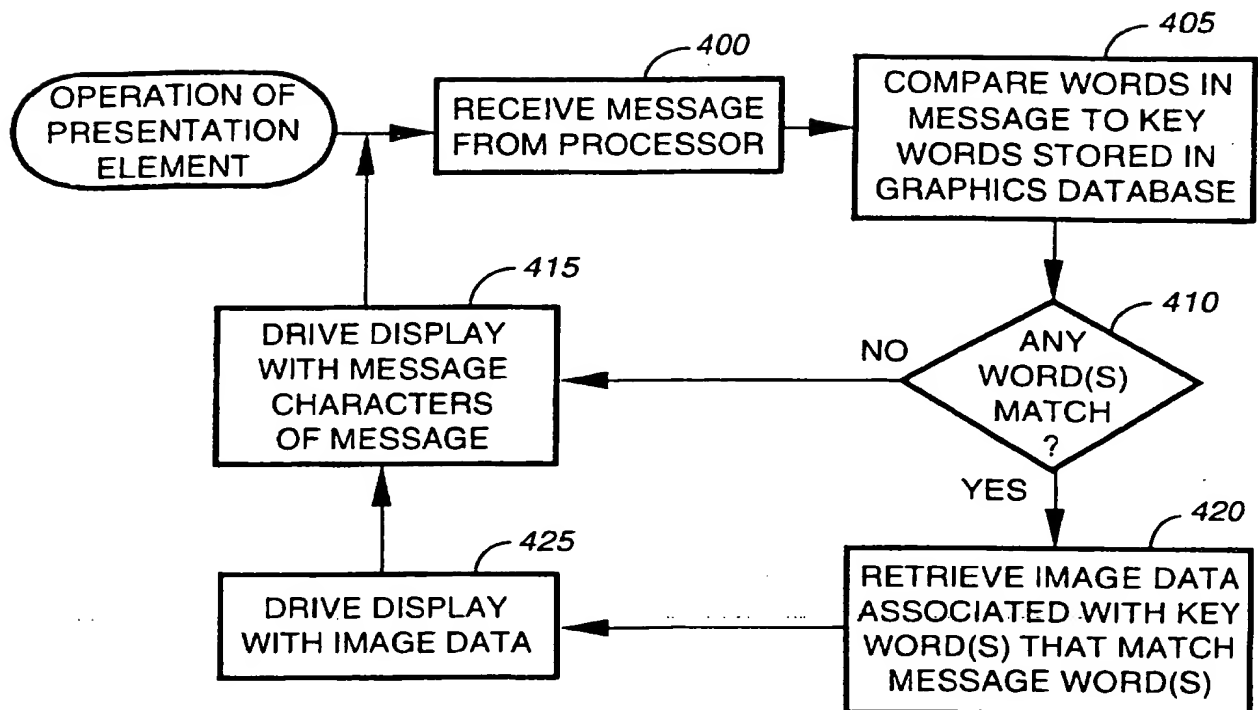 OPERATION OF
PRESENTATION
ELEMENT
400
RECEIVE MESSAGE
FROM PROCESSOR
405
COMPARE WORDS IN
MESSAGE TO KEY
WORDS STORED IN
GRAPHICS DATABASE
410
ANY
WORD(S)
MATCH
?
NO
YES
415
DRIVE DISPLAY
WITH MESSAGE
CHARACTERS
OF MESSAGE
420
RETRIEVE IMAGE DATA
ASSOCIATED WITH KEY
WORD(S) THAT MATCH
MESSAGE WORD(S)
425
DRIVE DISPLAY
WITH IMAGE DATA